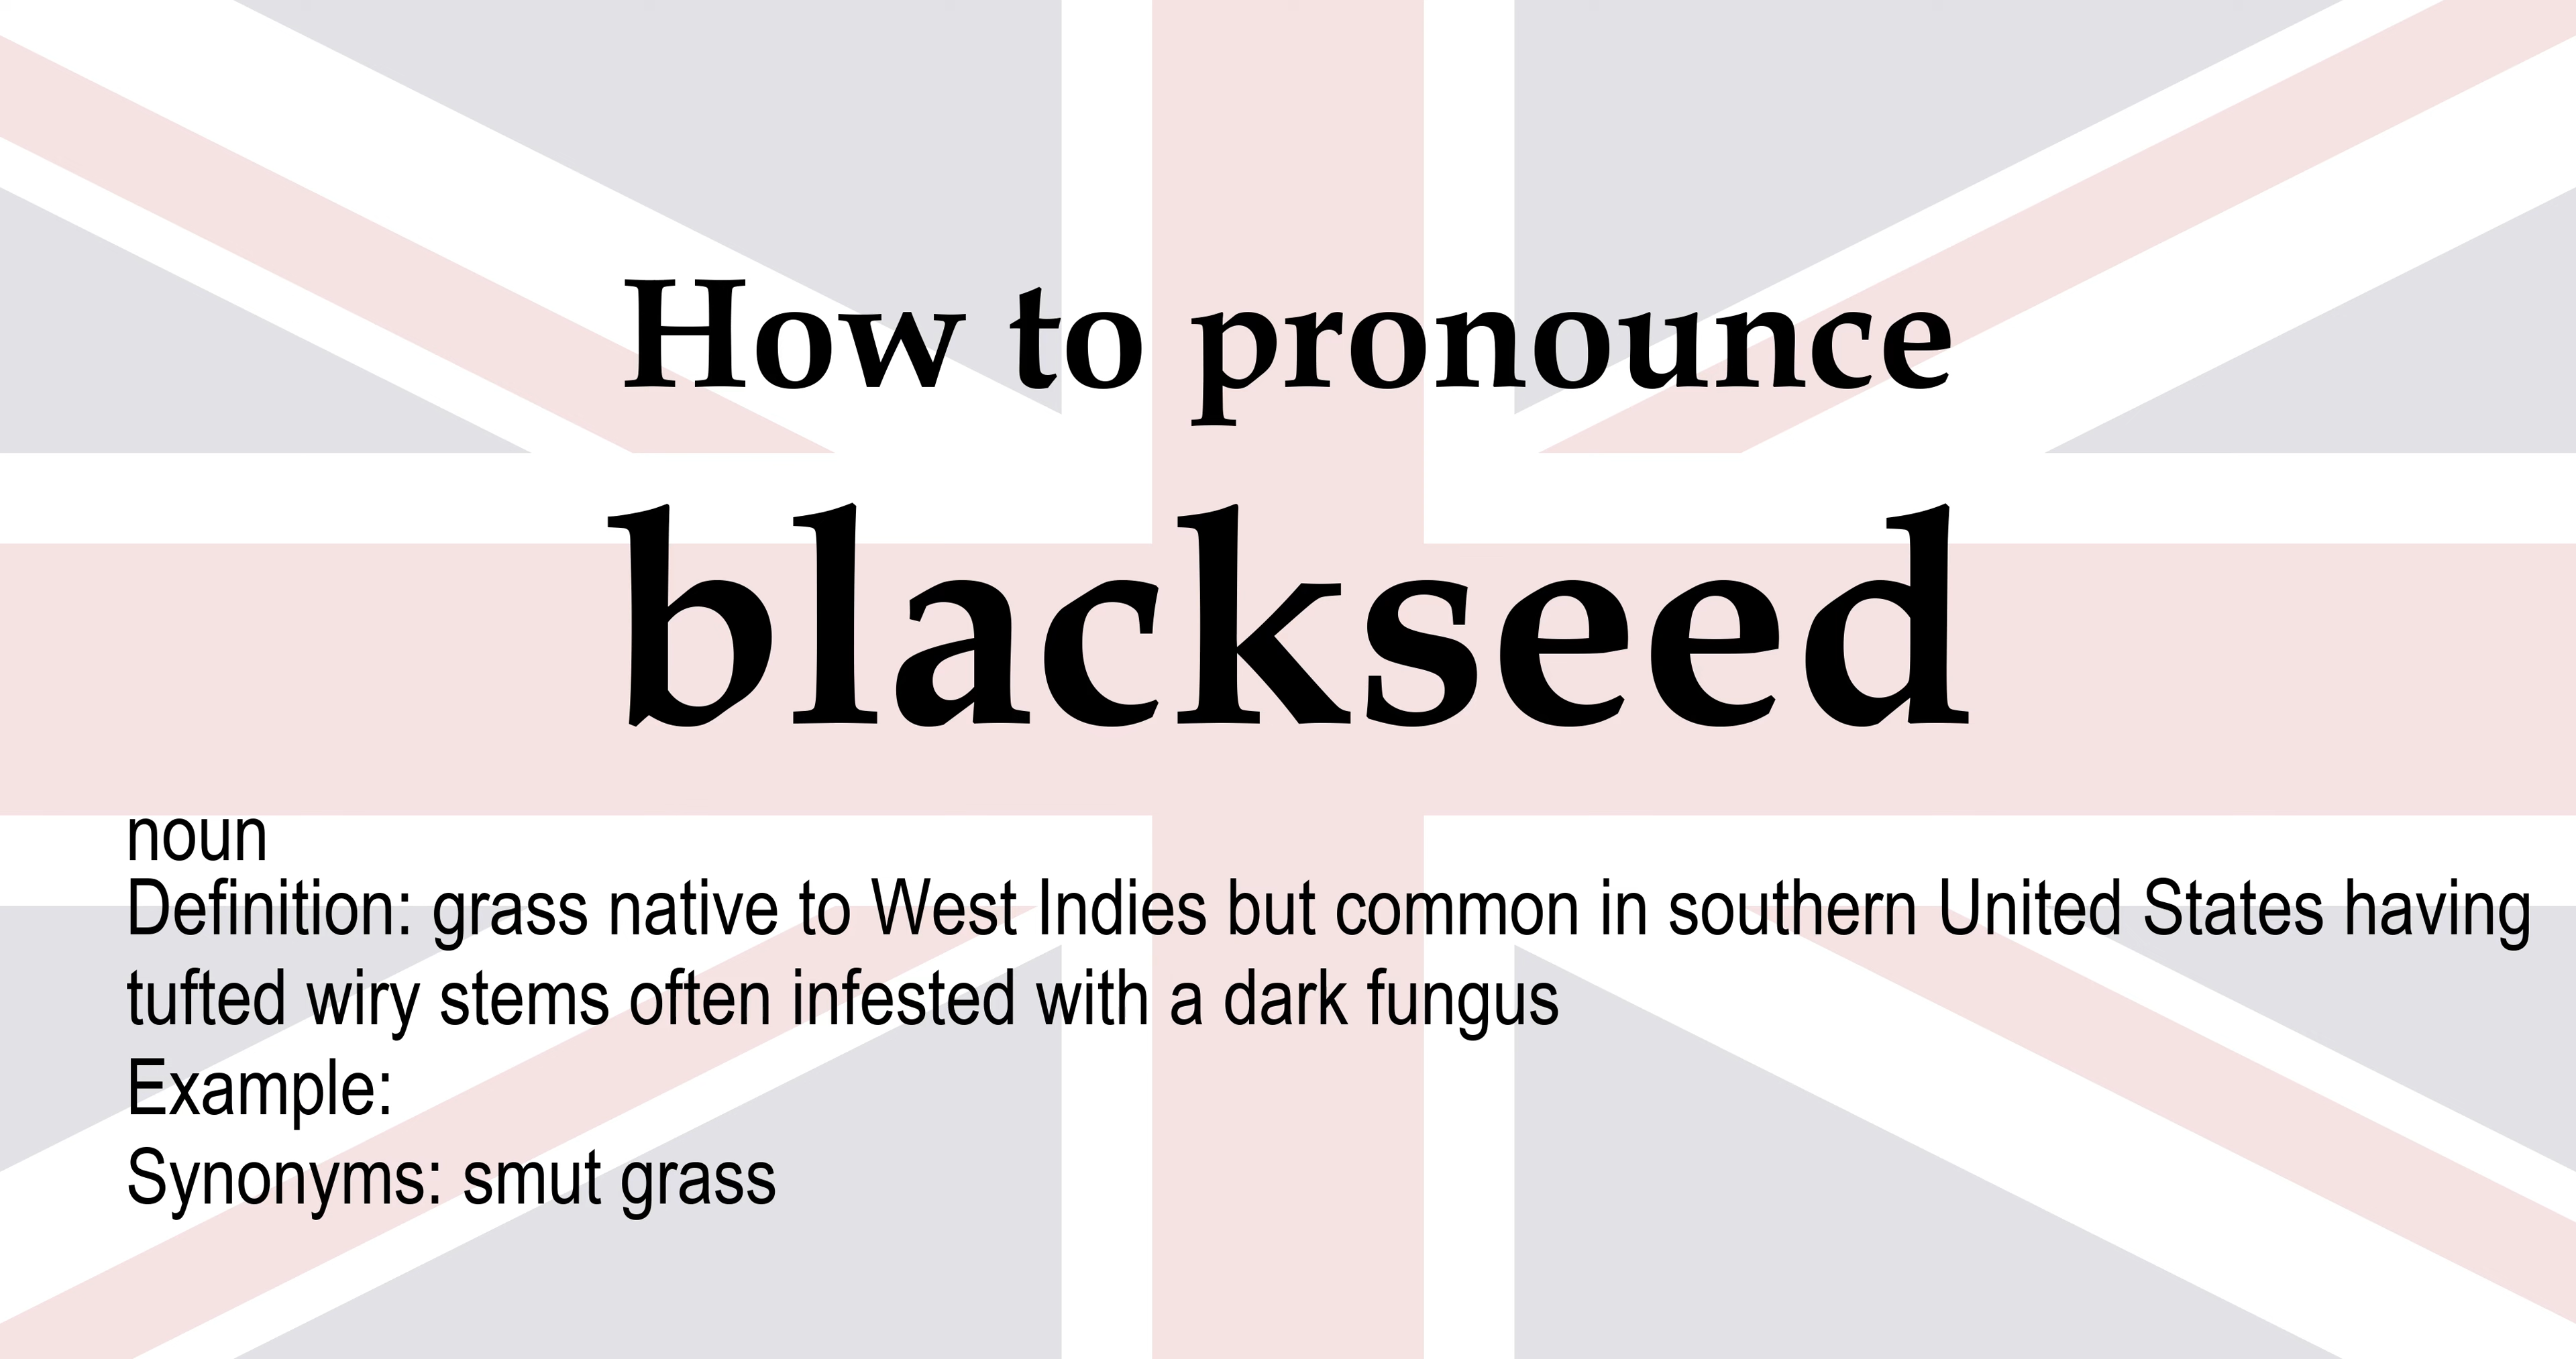 How to pronounce
blackseed
noun
Definition: grass native to West Indies but common in southern United States having
tufted wiry stems often infested with a dark fungus
Example:
Synonyms: smut grass